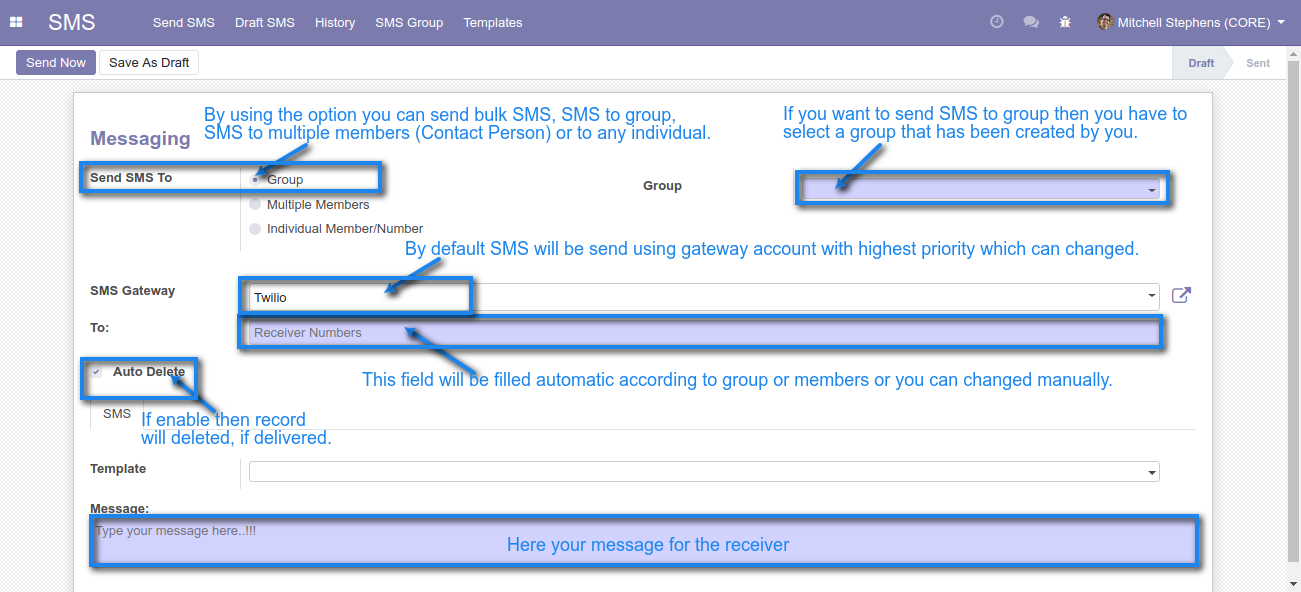 SMS Send SMS Draft SMS History SMS Group Templates Mitchell Stephens (CORE)
Send Now Save As Draft Draft Sent
By using the option you can send bulk SMS, SMS to group,
SMS to multiple members (Contact Person) or to any individual.
If you want to send SMS to group then you have to
select a group that has been created by you.
Messaging
Send SMS To Group Group
Multiple Members
Individual Member/Number
By default SMS will be send using gateway account with highest priority which can changed.
SMS Gateway Twilio
To: Receiver Numbers
Auto Delete
This field will be filled automatic according to group or members or you can changed manually.
SMS
If enable then record
will deleted, if delivered.
Template
Message:
Type your message here..!!!
Here your message for the receiver